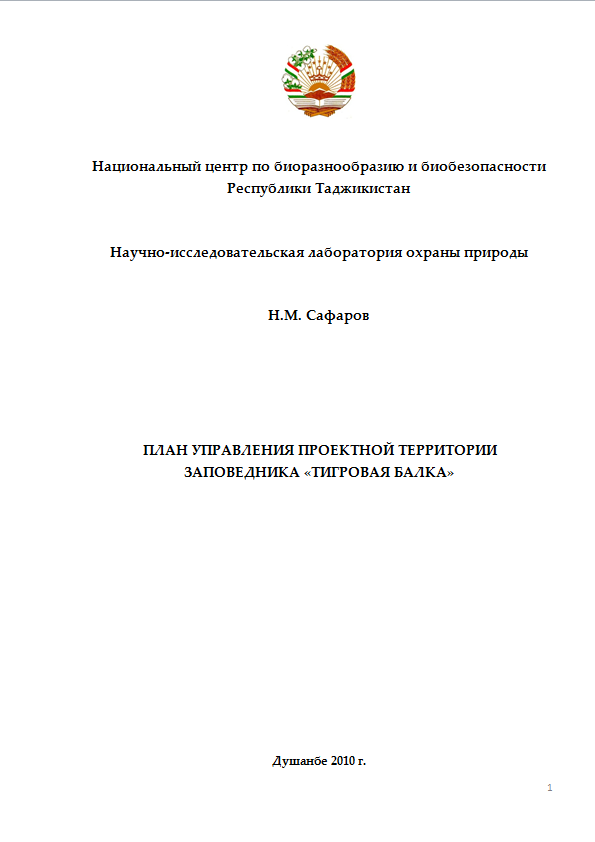 Национальный центр по биоразнообразию и биобезопасности
Республики Таджикистан
Научно-исследовательская лаборатория охраны природы
Н.М. Сафаров
ПЛАН УПРАВЛЕНИЯ ПРОЕКТНОЙ ТЕРРИТОРИИ
ЗАПОВЕДНИКА «ТИГРОВАЯ БАЛКА»
Душанбе 2010 г.
1